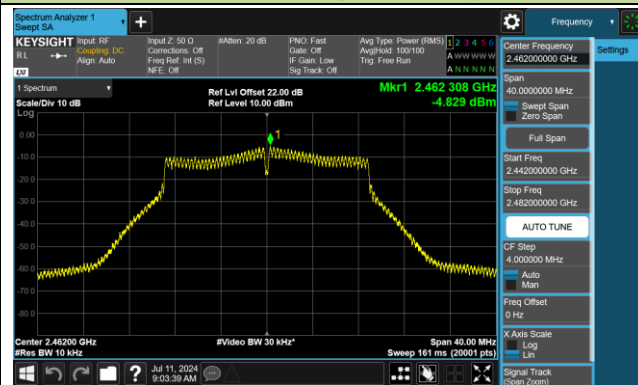 Spectrum Analyzer 1
Swept SA
Frequency
KEYSIGHT
RL
LXI
Input: RF
Coupling: DC
Align: Auto
Input Z: 50 Ω
Corrections: Off
Freq Ref: Int (S)
NFE: Off
#Atten: 20 dB
PNO: Fast
Gate: Off
IF Gain: Low
Sig Track: Off
Avg Type: Power (RMS)
Avg|Hold: 100/100
Trig: Free Run
1 2 3 4 5 6
A W W W W W
A N N N N N
1 Spectrum
Scale/Div 10 dB
Log
Ref Lvl Offset 22.00 dB
Ref Level 10.00 dBm
Mkr1 2.462 308 GHz
-4.829 dBm
1
0.00
-10.0
-20.0
-30.0
-40.0
-50.0
-60.0
-70.0
-80.0
Center 2.46200 GHz
#Res BW 10 kHz
#Video BW 30 kHz*
Span 40.00 MHz
Sweep 161 ms (20001 pts)
Jul 11, 2024
9:03:39 AM
Center Frequency
2.462000000 GHz
Settings
Span
40.0000000 MHz
Swept Span
Zero Span
Full Span
Start Freq
2.442000000 GHz
Stop Freq
2.482000000 GHz
AUTO TUNE
CF Step
4.000000 MHz
Auto
Man
Freq Offset
0 Hz
X Axis Scale
Log
Lin
Signal Track
(Span Zoom)